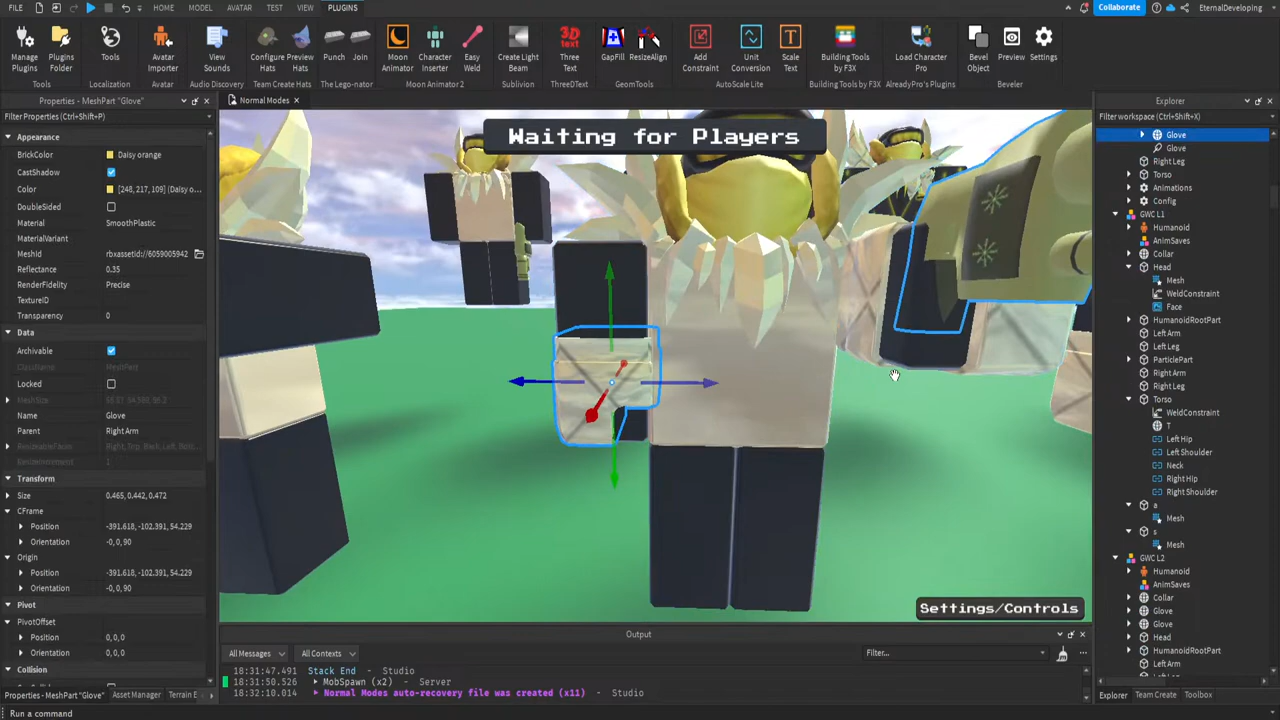 FILE HOME MODEL AVATAR TEST VIEW PLUGINS Collaborate EternalDeveloping
Manage Plugins
Plugins Folder
Tools
Avatar Importer
View Sounds
Configure Hats
Preview Hats
Punch
Join
Moon Animator
Character Inserter
Easy Weld
Create Light Beam
3D TEXT
Three Text
GapFill
ResizeAlign
Add Constraint
Unit Conversion
Scale Text
Building Tools by F3X
Load Character Pro
Bevel Object
Preview
Settings
Tools Localization Avatar Audio Discovery Team Create Hats The Lego-nator Moon Animator 2 Sublivion ThreeDText GeomTools AutoScale Lite Building Tools by F3X AlreadyPro's Plugins Beveler
Properties - MeshPart "Glove"
Filter Properties (Ctrl+Shift+P)
Appearance
BrickColor Daisy orange
CastShadow
Color [248, 217, 109] (Daisy o...
DoubleSided
Material SmoothPlastic
MaterialVariant
MeshId rbxassetid://6059005942
Reflectance 0.35
RenderFidelity Precise
TextureID
Transparency 0
Data
Archivable
ClassName MeshPart
Locked
Name Glove
Parent Right Arm
Transform
Size 0.465, 0.442, 0.472
CFrame
Position -391.618, -102.391, 54.229
Orientation -0, 0, 90
Origin
Position -391.618, -102.391, 54.229
Orientation -0, 0, 90
Pivot
PivotOffset
Position 0, 0, 0
Orientation 0, 0, 0
Collision
Properties - MeshPart "Glove" Asset Manager Terrain E
Run a command
Normal Modes
Waiting for Players
Settings/Controls
Output
All Messages All Contexts Filter...
18:31:47.491 Stack End - Studio
18:31:50.526 MobSpawn (x2) - Server
18:32:10.014 Normal Modes auto-recovery file was created (x11) - Studio
Explorer
Filter workspace (Ctrl+Shift+X)
Glove
Glove
Right Leg
Torso
Animations
Config
GWC L1
Humanoid
AnimSaves
Collar
Head
Mesh
WeldConstraint
Face
HumanoidRootPart
Left Arm
Left Leg
ParticlePart
Right Arm
Right Leg
Torso
WeldConstraint
T
Left Hip
Left Shoulder
Neck
Right Hip
Right Shoulder
a
Mesh
s
Mesh
GWC L2
Humanoid
AnimSaves
Collar
Glove
Glove
Head
HumanoidRootPart
Left Arm
Explorer Team Create Toolbox